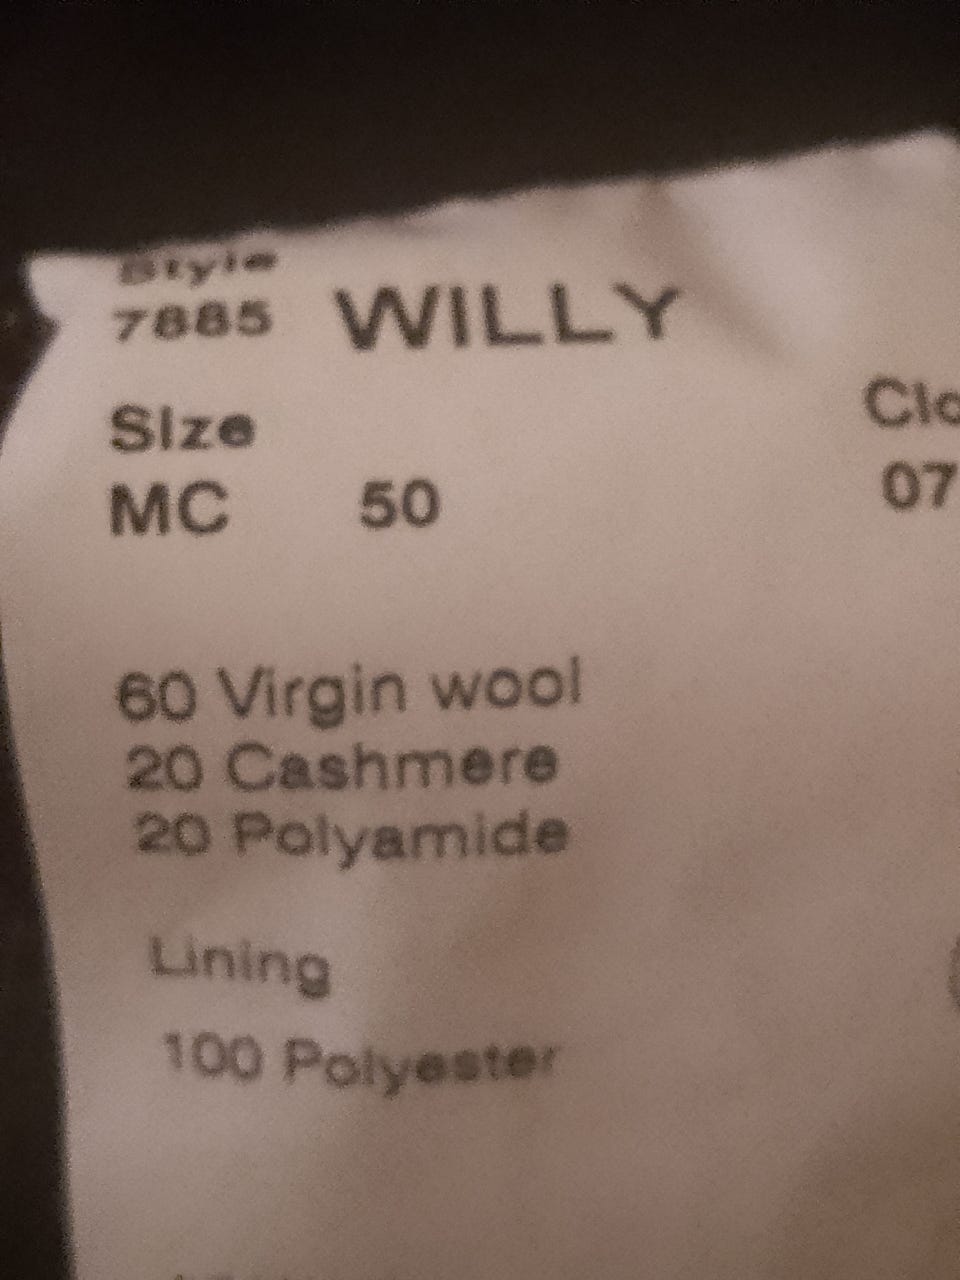 Style
7885 WILLY
Size Clo
MC 50 07
60 Virgin wool
20 Cashmere
20 Polyamide
Lining
100 Polyester